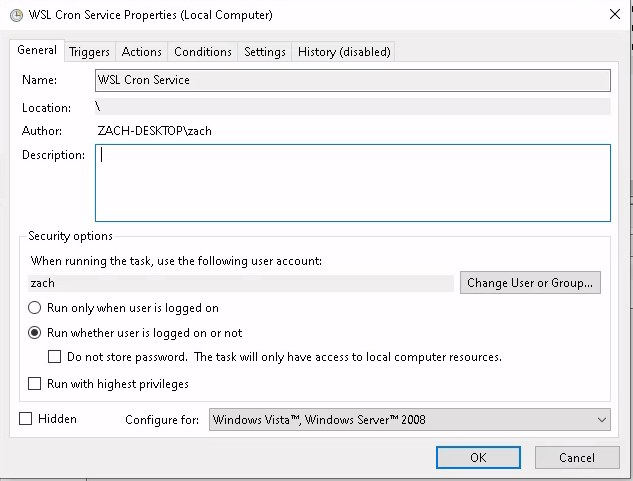 WSL Cron Service Properties (Local Computer)
General Triggers Actions Conditions Settings History (disabled)
Name: WSL Cron Service
Location: \
Author: ZACH-DESKTOP\zach
Description:
Security options
When running the task, use the following user account:
zach Change User or Group...
Run only when user is logged on
Run whether user is logged on or not
Do not store password. The task will only have access to local computer resources.
Run with highest privileges
Hidden Configure for: Windows Vista™, Windows Server™ 2008
OK Cancel